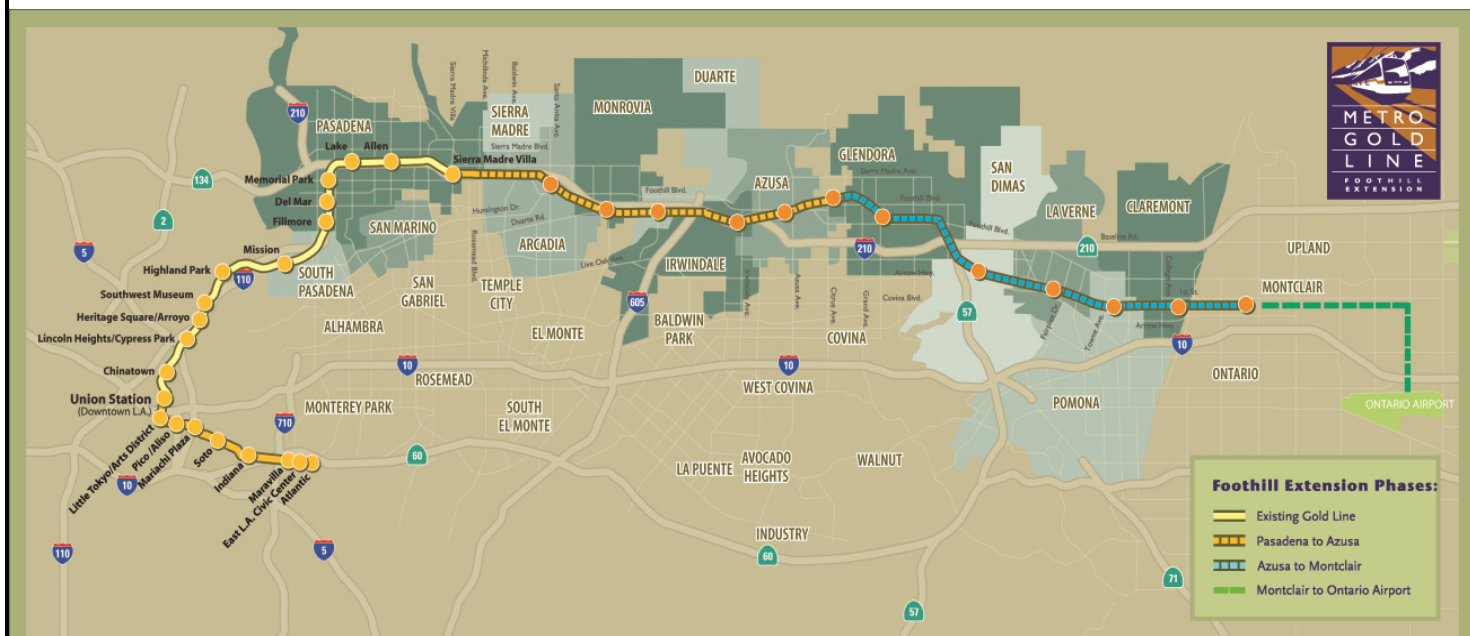 METRO
GOLD
LINE
FOOTHILL
EXTENSION
DUARTE
MONROVIA
SIERRA
MADRE
PASADENA
210
Sierra Madre Villa
Michillinda Ave.
Baldwin Ave.
Santa Anita Ave.
Sierra Madre Blvd.
Lake
Allen
Sierra Madre Villa
134
Memorial Park
Del Mar
Fillmore
2
5
Mission
Highland Park
110
Southwest Museum
Heritage Square/Arroyo
Lincoln Heights/Cypress Park
Chinatown
Union Station
(Downtown L.A.)
SAN MARINO
SOUTH
PASADENA
SAN
GABRIEL
ALHAMBRA
Huntington Dr.
Duarte Rd.
Rosemead Blvd.
ARCADIA
TEMPLE
CITY
Live Oak Ave.
EL MONTE
Foothill Blvd.
AZUSA
GLENDORA
Sierra Madre Ave.
Foothill Blvd.
SAN
DIMAS
Foothill Blvd.
LA VERNE
CLAREMONT
210
210
Baseline Rd.
UPLAND
IRWINDALE
605
BALDWIN
PARK
Irwindale Ave.
Azusa Ave.
Citrus Ave.
Grand Ave.
Arrow Hwy.
Covina Blvd.
COVINA
57
Fairplex Dr.
Towne Ave.
College Ave.
1st St.
Arrow Hwy.
MONTCLAIR
10
10
10
ROSEMEAD
WEST COVINA
ONTARIO
ONTARIO AIRPORT
POMONA
MONTEREY PARK
SOUTH
EL MONTE
710
60
LA PUENTE
AVOCADO
HEIGHTS
WALNUT
Little Tokyo/Arts District
Pico /Aliso
Mariachi Plaza
Soto
Indiana
Maravilla
East L.A. Civic Center
Atlantic
10
110
5
INDUSTRY
60
57
71
Foothill Extension Phases:
Existing Gold Line
Pasadena to Azusa
Azusa to Montclair
Montclair to Ontario Airport